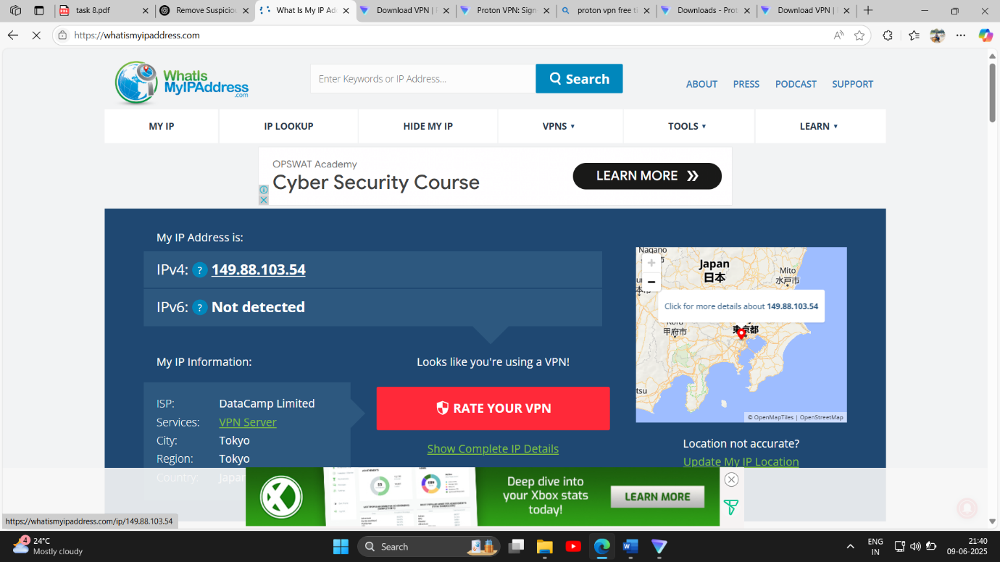 task 8.pdf
Remove Suspiciou
What Is My IP Ad
Download VPN |
Proton VPN: Sign
proton vpn free ti
Downloads - Prot
Download VPN |
https://whatismyipaddress.com
WhatIs
MyIPAddress
.com
Enter Keywords or IP Address...
Search
ABOUT PRESS PODCAST SUPPORT
MY IP IP LOOKUP HIDE MY IP VPNS TOOLS LEARN
OPSWAT Academy
Cyber Security Course
LEARN MORE
My IP Address is:
IPv4: ? 149.88.103.54
IPv6: ? Not detected
My IP Information:
ISP: DataCamp Limited
Services: VPN Server
City: Tokyo
Region: Tokyo
Country: Japan
Looks like you're using a VPN!
RATE YOUR VPN
Show Complete IP Details
Nagano
Japan
日本
Mito
水戸市
Click for more details about 149.88.103.54
甲府市
東京都
© OpenMapTiles | OpenStreetMap
Location not accurate?
Update My IP Location
Deep dive into
your Xbox stats
today!
LEARN MORE
https://whatismyipaddress.com/ip/149.88.103.54
4
24°C
Mostly cloudy
Search
ENG
IN
21:40
09-06-2025